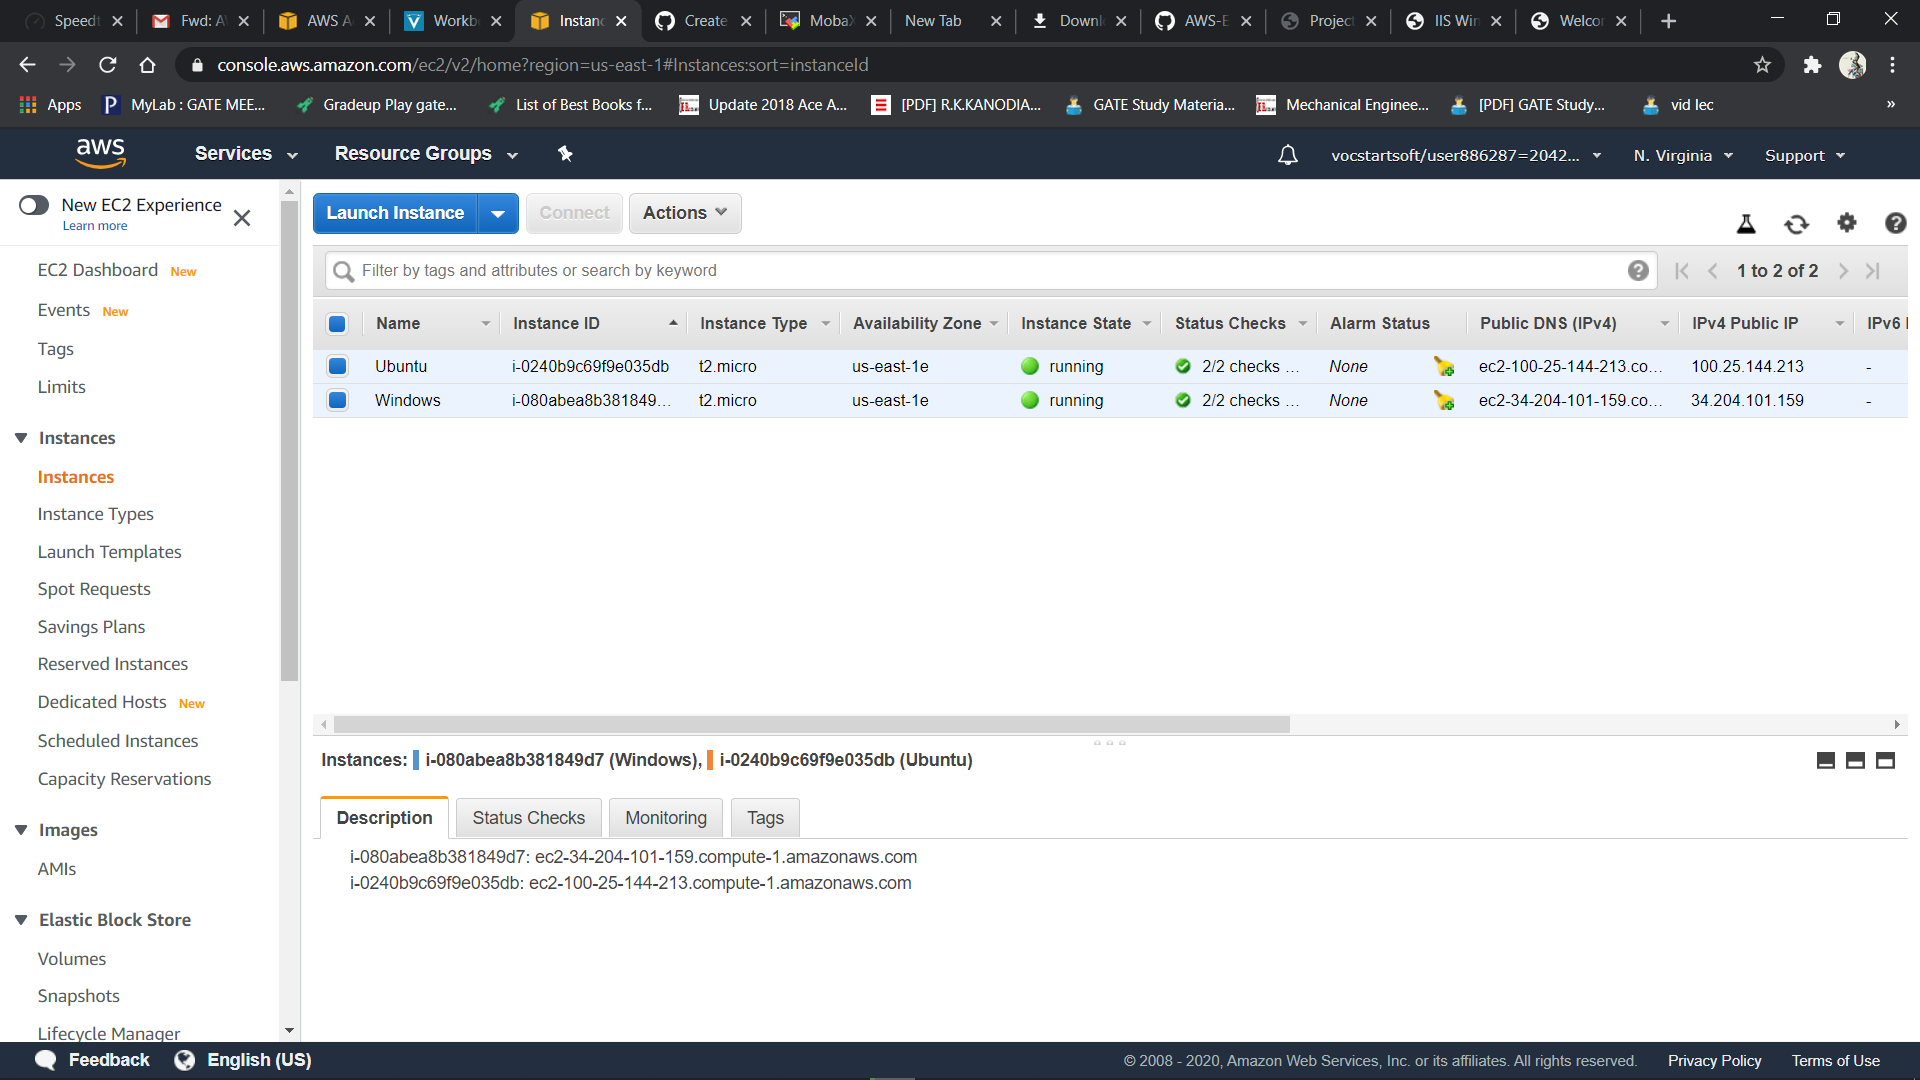 Speedt
Fwd: A
AWS A
Workb
Instanc
Create
Moba
New Tab
Downl
AWS-E
Project
IIS Win
Welcor
console.aws.amazon.com/ec2/v2/home?region=us-east-1#Instances:sort=instanceId
Apps
MyLab : GATE MEE...
Gradeup Play gate...
List of Best Books f...
Update 2018 Ace A...
[PDF] R.K.KANODIA...
GATE Study Materia...
Mechanical Enginee...
[PDF] GATE Study...
vid lec
»
aws
Services
Resource Groups
vocstartsoft/user886287=2042...
N. Virginia
Support
New EC2 Experience
Learn more
EC2 Dashboard New
Events New
Tags
Limits
Instances
Instances
Instance Types
Launch Templates
Spot Requests
Savings Plans
Reserved Instances
Dedicated Hosts New
Scheduled Instances
Capacity Reservations
Images
AMIs
Elastic Block Store
Volumes
Snapshots
Lifecycle Manager
Launch Instance
Connect
Actions
Filter by tags and attributes or search by keyword
1 to 2 of 2
Name Instance ID Instance Type Availability Zone Instance State Status Checks Alarm Status Public DNS (IPv4) IPv4 Public IP IPv6
Ubuntu i-0240b9c69f9e035db t2.micro us-east-1e running 2/2 checks ... None ec2-100-25-144-213.co... 100.25.144.213 -
Windows i-080abea8b381849... t2.micro us-east-1e running 2/2 checks ... None ec2-34-204-101-159.co... 34.204.101.159 -
Instances: i-080abea8b381849d7 (Windows), i-0240b9c69f9e035db (Ubuntu)
Description
Status Checks
Monitoring
Tags
i-080abea8b381849d7: ec2-34-204-101-159.compute-1.amazonaws.com
i-0240b9c69f9e035db: ec2-100-25-144-213.compute-1.amazonaws.com
Feedback
English (US)
© 2008 - 2020, Amazon Web Services, Inc. or its affiliates. All rights reserved.
Privacy Policy
Terms of Use